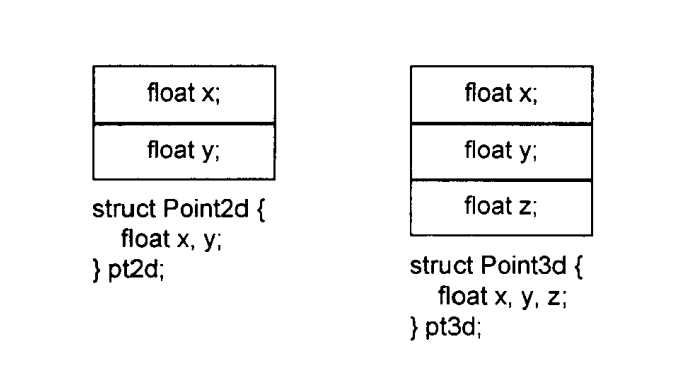 float x;
float y;
struct Point2d {
float x, y;
} pt2d;
float x;
float y;
float z;
struct Point3d {
float x, y, z;
} pt3d;